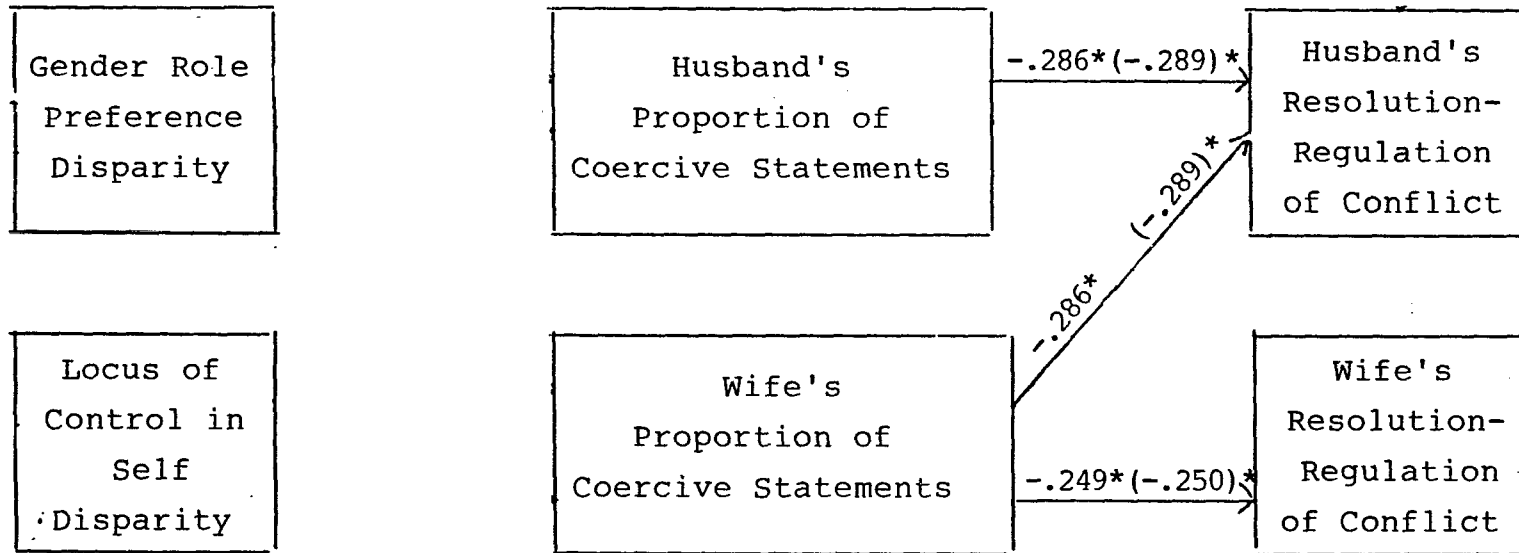 Gender Role
Preference
Disparity
Husband's
Proportion of
Coercive Statements
-.286*(-.289)*
Husband's
Resolution-
Regulation
of Conflict
-.286* (-.289)*
Locus of
Control in
Self
Disparity
Wife's
Proportion of
Coercive Statements
-.249*(-.250)*
Wife's
Resolution-
Regulation
of Conflict